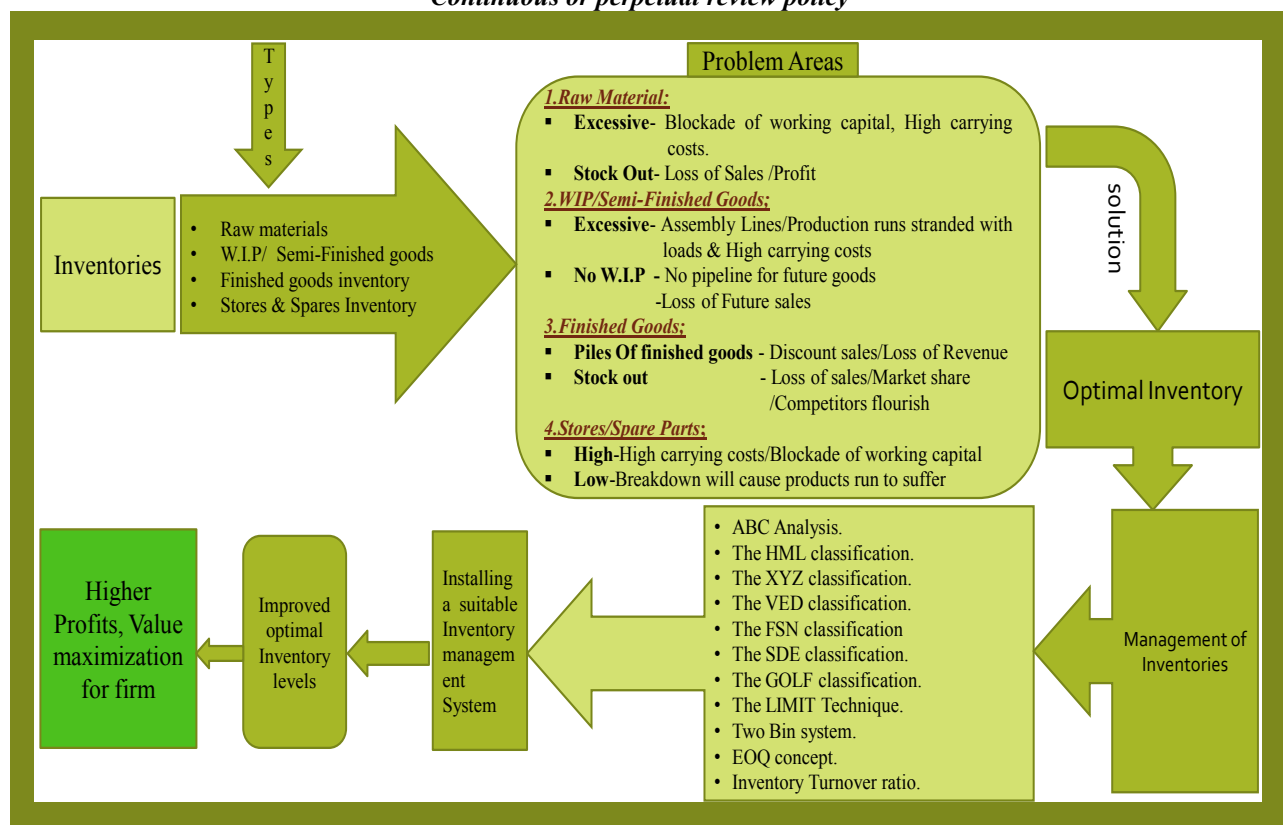 Continuous or perpetual review policy
Types
Problem Areas
Inventories
• Raw materials
• W.I.P/ Semi-Finished goods
• Finished goods inventory
• Stores & Spares Inventory
1.Raw Material:
▪ Excessive- Blockade of working capital, High carrying
costs.
▪ Stock Out- Loss of Sales /Profit
2.WIP/Semi-Finished Goods;
▪ Excessive- Assembly Lines/Production runs stranded with
loads & High carrying costs
▪ No W.I.P - No pipeline for future goods
-Loss of Future sales
3.Finished Goods;
▪ Piles Of finished goods - Discount sales/Loss of Revenue
▪ Stock out - Loss of sales/Market share
/Competitors flourish
4.Stores/Spare Parts;
▪ High-High carrying costs/Blockade of working capital
▪ Low-Breakdown will cause products run to suffer
solution
Optimal Inventory
Management of
Inventories
• ABC Analysis.
• The HML classification.
• The XYZ classification.
• The VED classification.
• The FSN classification
• The SDE classification.
• The GOLF classification.
• The LIMIT Technique.
• Two Bin system.
• EOQ concept.
• Inventory Turnover ratio.
Installing
a suitable
Inventory
managem
ent
System
Improved
optimal
Inventory
levels
Higher
Profits, Value
maximization
for firm